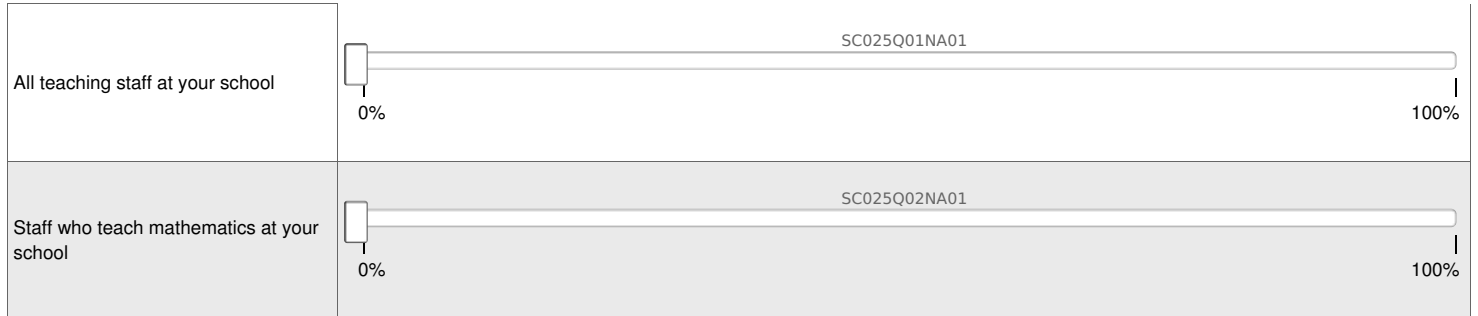 SC025Q01NA01
All teaching staff at your school
0%
100%
SC025Q02NA01
Staff who teach mathematics at your
school
0%
100%